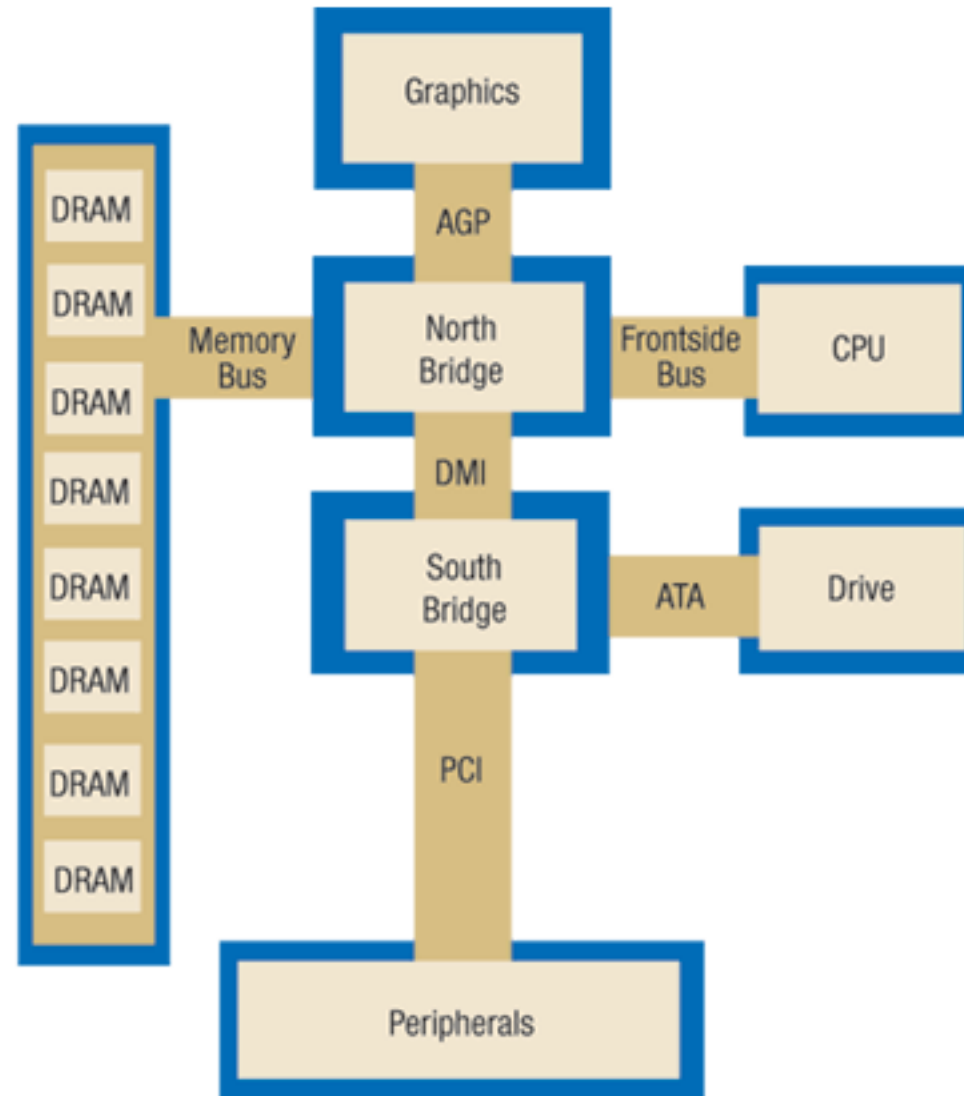 Graphics
AGP
DRAM
DRAM
DRAM
DRAM
DRAM
DRAM
DRAM
DRAM
Memory
Bus
North
Bridge
Frontside
Bus
CPU
DMI
South
Bridge
ATA
Drive
PCI
Peripherals